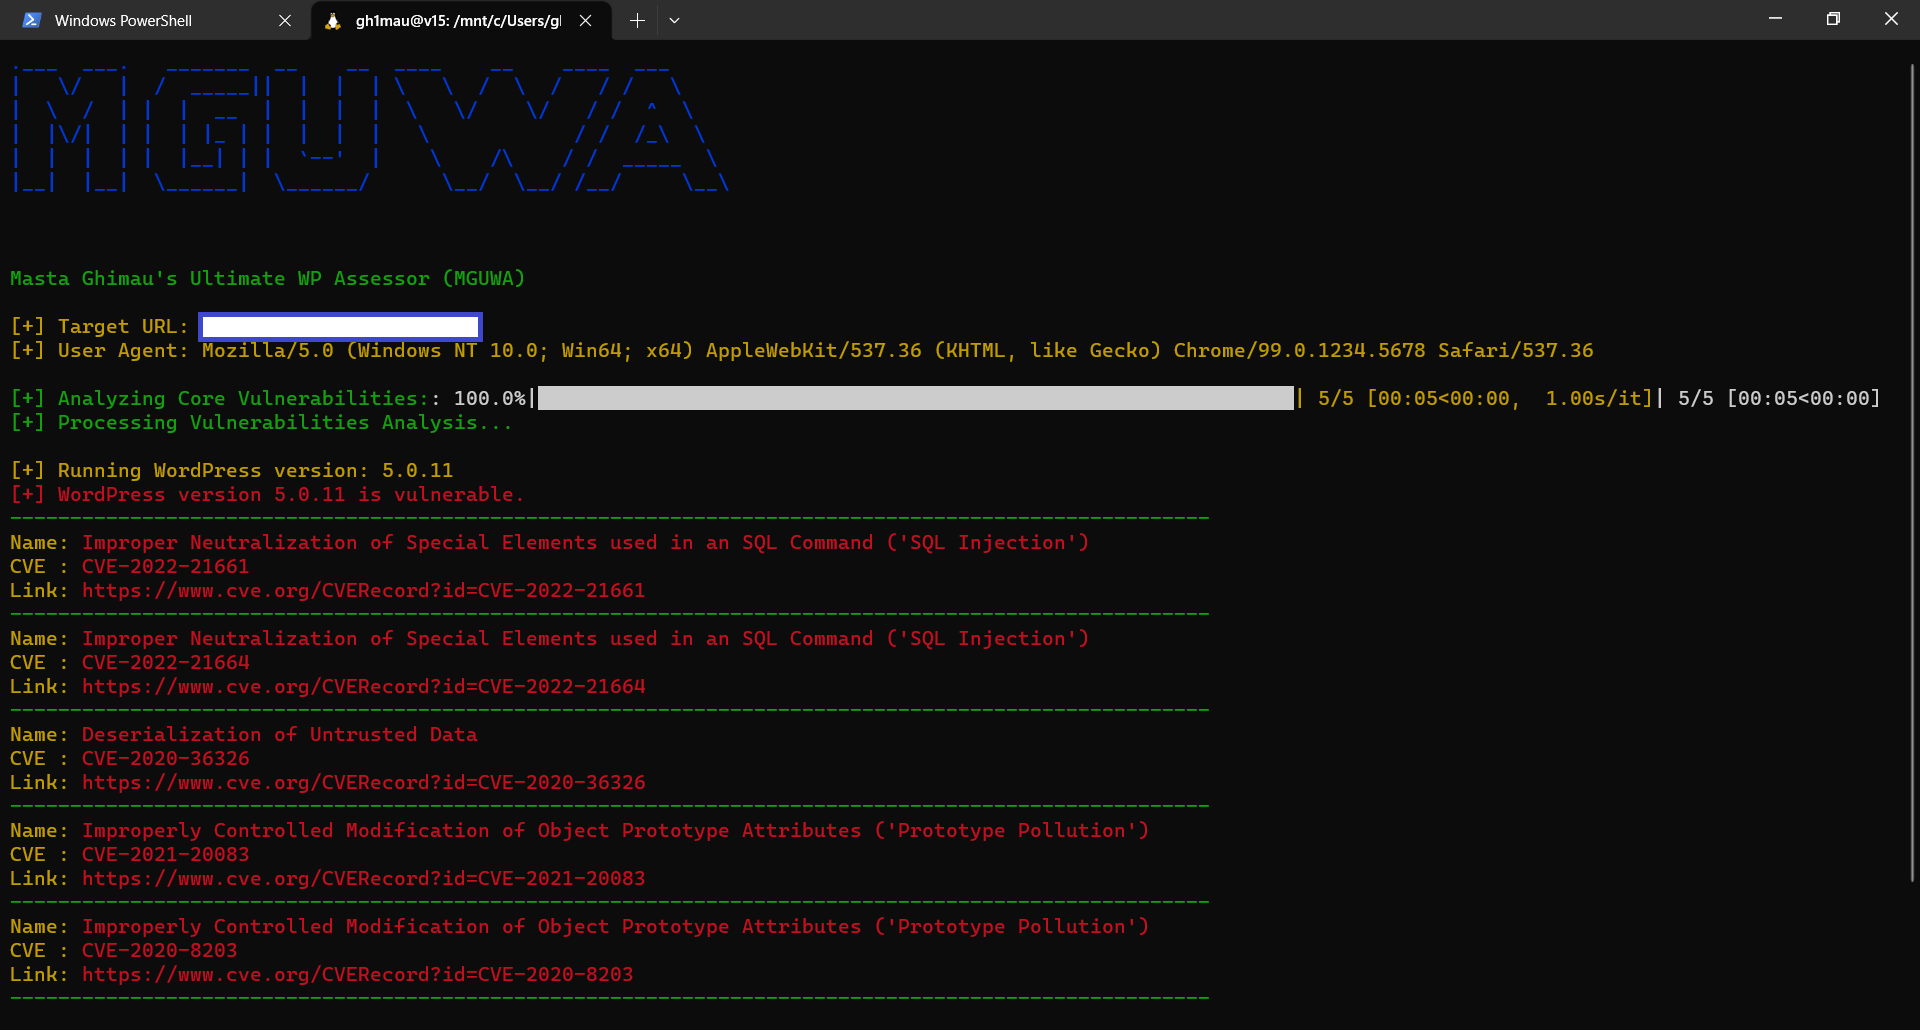 Windows PowerShell
gh1mau@v15: /mnt/c/Users/gl
Masta Ghimau's Ultimate WP Assessor (MGUWA)
[+] Target URL:
[+] User Agent: Mozilla/5.0 (Windows NT 10.0; Win64; x64) AppleWebKit/537.36 (KHTML, like Gecko) Chrome/99.0.1234.5678 Safari/537.36
[+] Analyzing Core Vulnerabilities:: 100.0%| | 5/5 [00:05<00:00,  1.00s/it]| 5/5 [00:05<00:00]
[+] Processing Vulnerabilities Analysis...
[+] Running WordPress version: 5.0.11
[+] WordPress version 5.0.11 is vulnerable.
Name: Improper Neutralization of Special Elements used in an SQL Command ('SQL Injection')
CVE : CVE-2022-21661
Link: https://www.cve.org/CVERecord?id=CVE-2022-21661
Name: Improper Neutralization of Special Elements used in an SQL Command ('SQL Injection')
CVE : CVE-2022-21664
Link: https://www.cve.org/CVERecord?id=CVE-2022-21664
Name: Deserialization of Untrusted Data
CVE : CVE-2020-36326
Link: https://www.cve.org/CVERecord?id=CVE-2020-36326
Name: Improperly Controlled Modification of Object Prototype Attributes ('Prototype Pollution')
CVE : CVE-2021-20083
Link: https://www.cve.org/CVERecord?id=CVE-2021-20083
Name: Improperly Controlled Modification of Object Prototype Attributes ('Prototype Pollution')
CVE : CVE-2020-8203
Link: https://www.cve.org/CVERecord?id=CVE-2020-8203